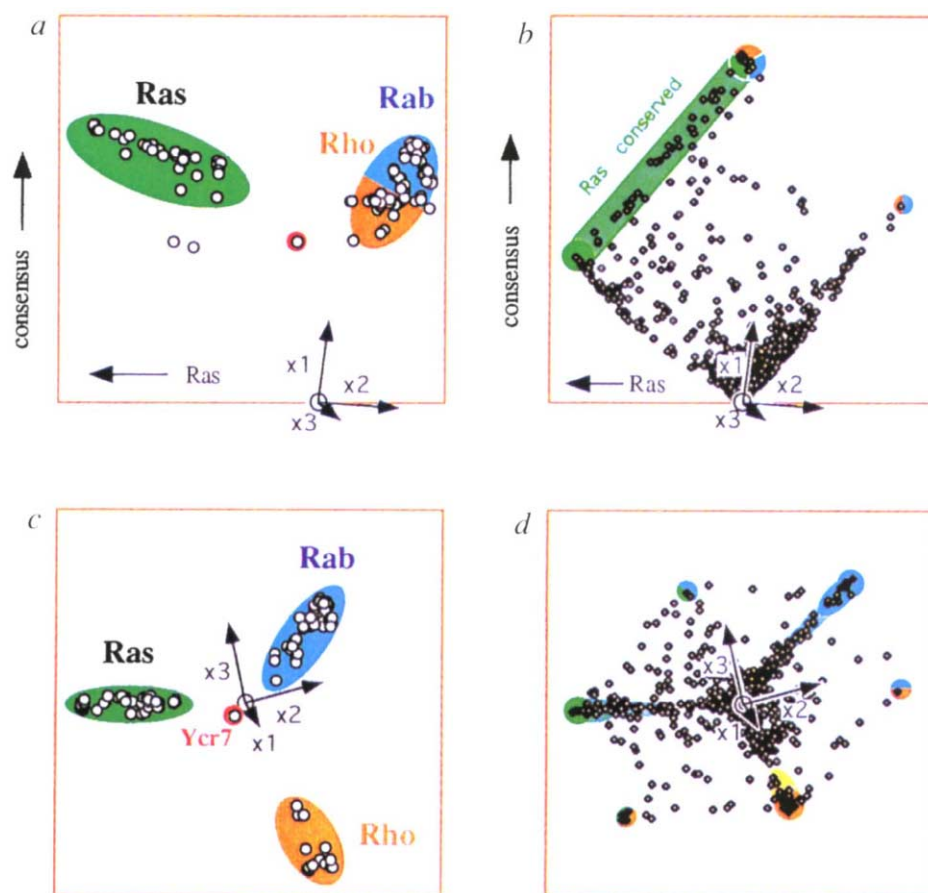 a
Ras
Rab
Rho
consensus
Ras
x1
x2
x3
b
Ras conserved
consensus
Ras
x1
x2
x3
c
Rab
Ras
x3
x2
x1
Ycr7
Rho
d
x3
x2
x1